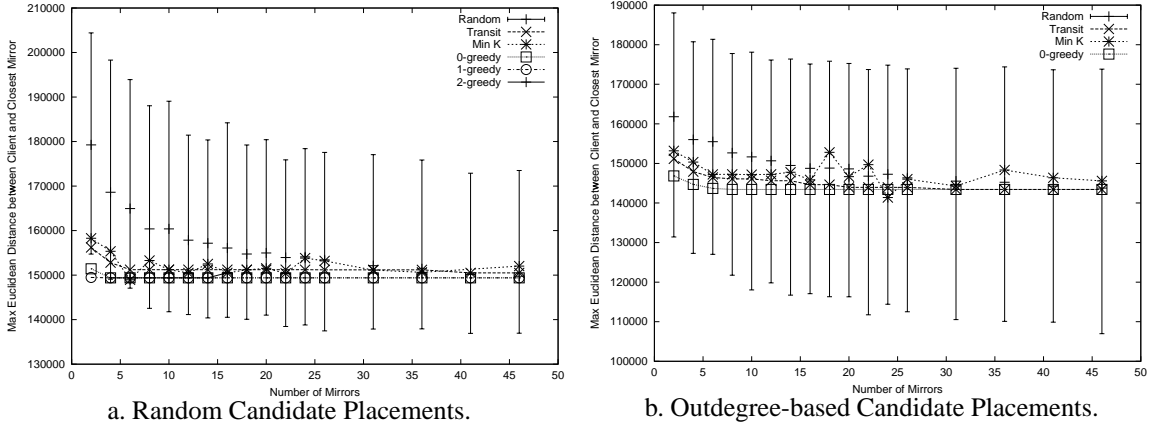 210000
200000
190000
180000
170000
160000
150000
140000
130000
0 5 10 15 20 25 30 35 40 45 50
Max Euclidean Distance between Client and Closest Mirror
Number of Mirrors
Random
Transit
Min K
0-greedy
1-greedy
2-greedy
a. Random Candidate Placements.
190000
180000
170000
160000
150000
140000
130000
120000
110000
100000
0 5 10 15 20 25 30 35 40 45 50
Max Euclidean Distance between Client and Closest Mirror
Number of Mirrors
Random
Transit
Min K
0-greedy
b. Outdegree-based Candidate Placements.